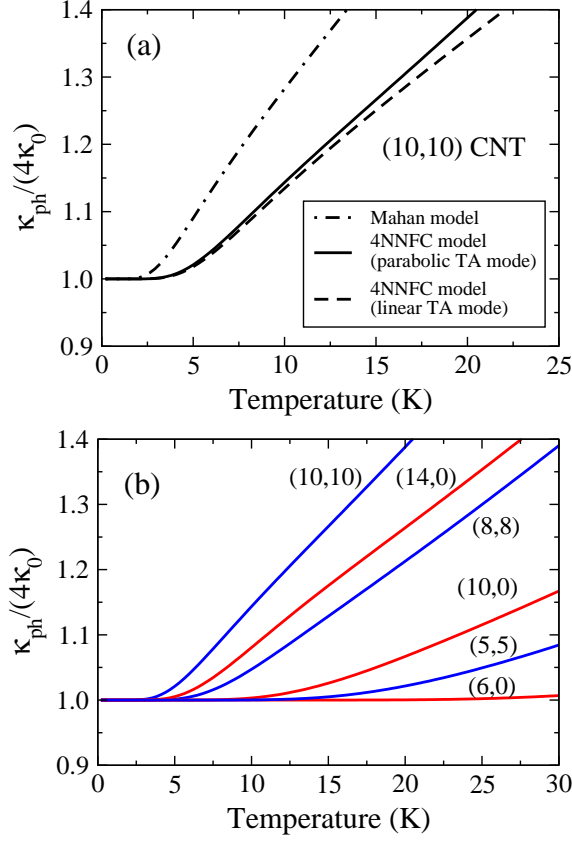 (a)
1.4
1.3
1.2
1.1
1.0
0.9
κph/(4κ0)
(10,10) CNT
Mahan model
4NNFC model
(parabolic TA mode)
4NNFC model
(linear TA mode)
0 5 10 15 20 25
Temperature (K)
(b)
1.4
1.3
1.2
1.1
1.0
0.9
κph/(4κ0)
(10,10) (14,0)
(8,8)
(10,0)
(5,5)
(6,0)
0 5 10 15 20 25 30
Temperature (K)